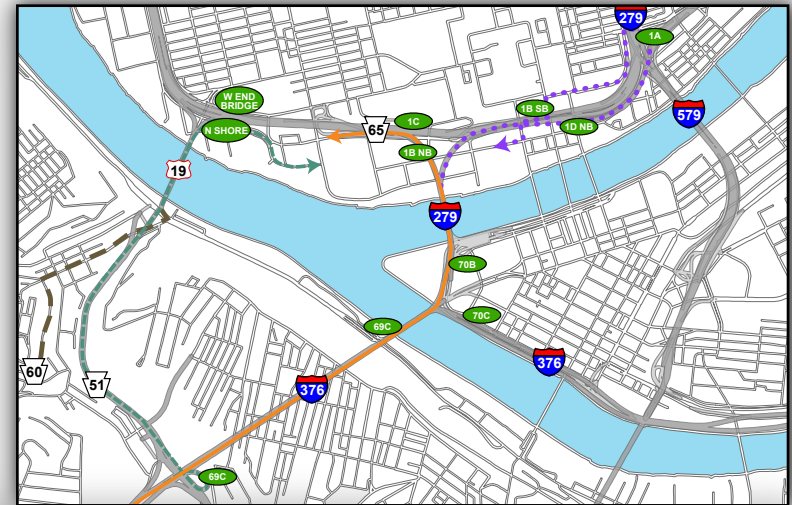 279
1A
W END
BRIDGE
1B SB
579
1C
65
N SHORE
1D NB
1B NB
19
279
70B
70C
69C
376
376
60
51
69C